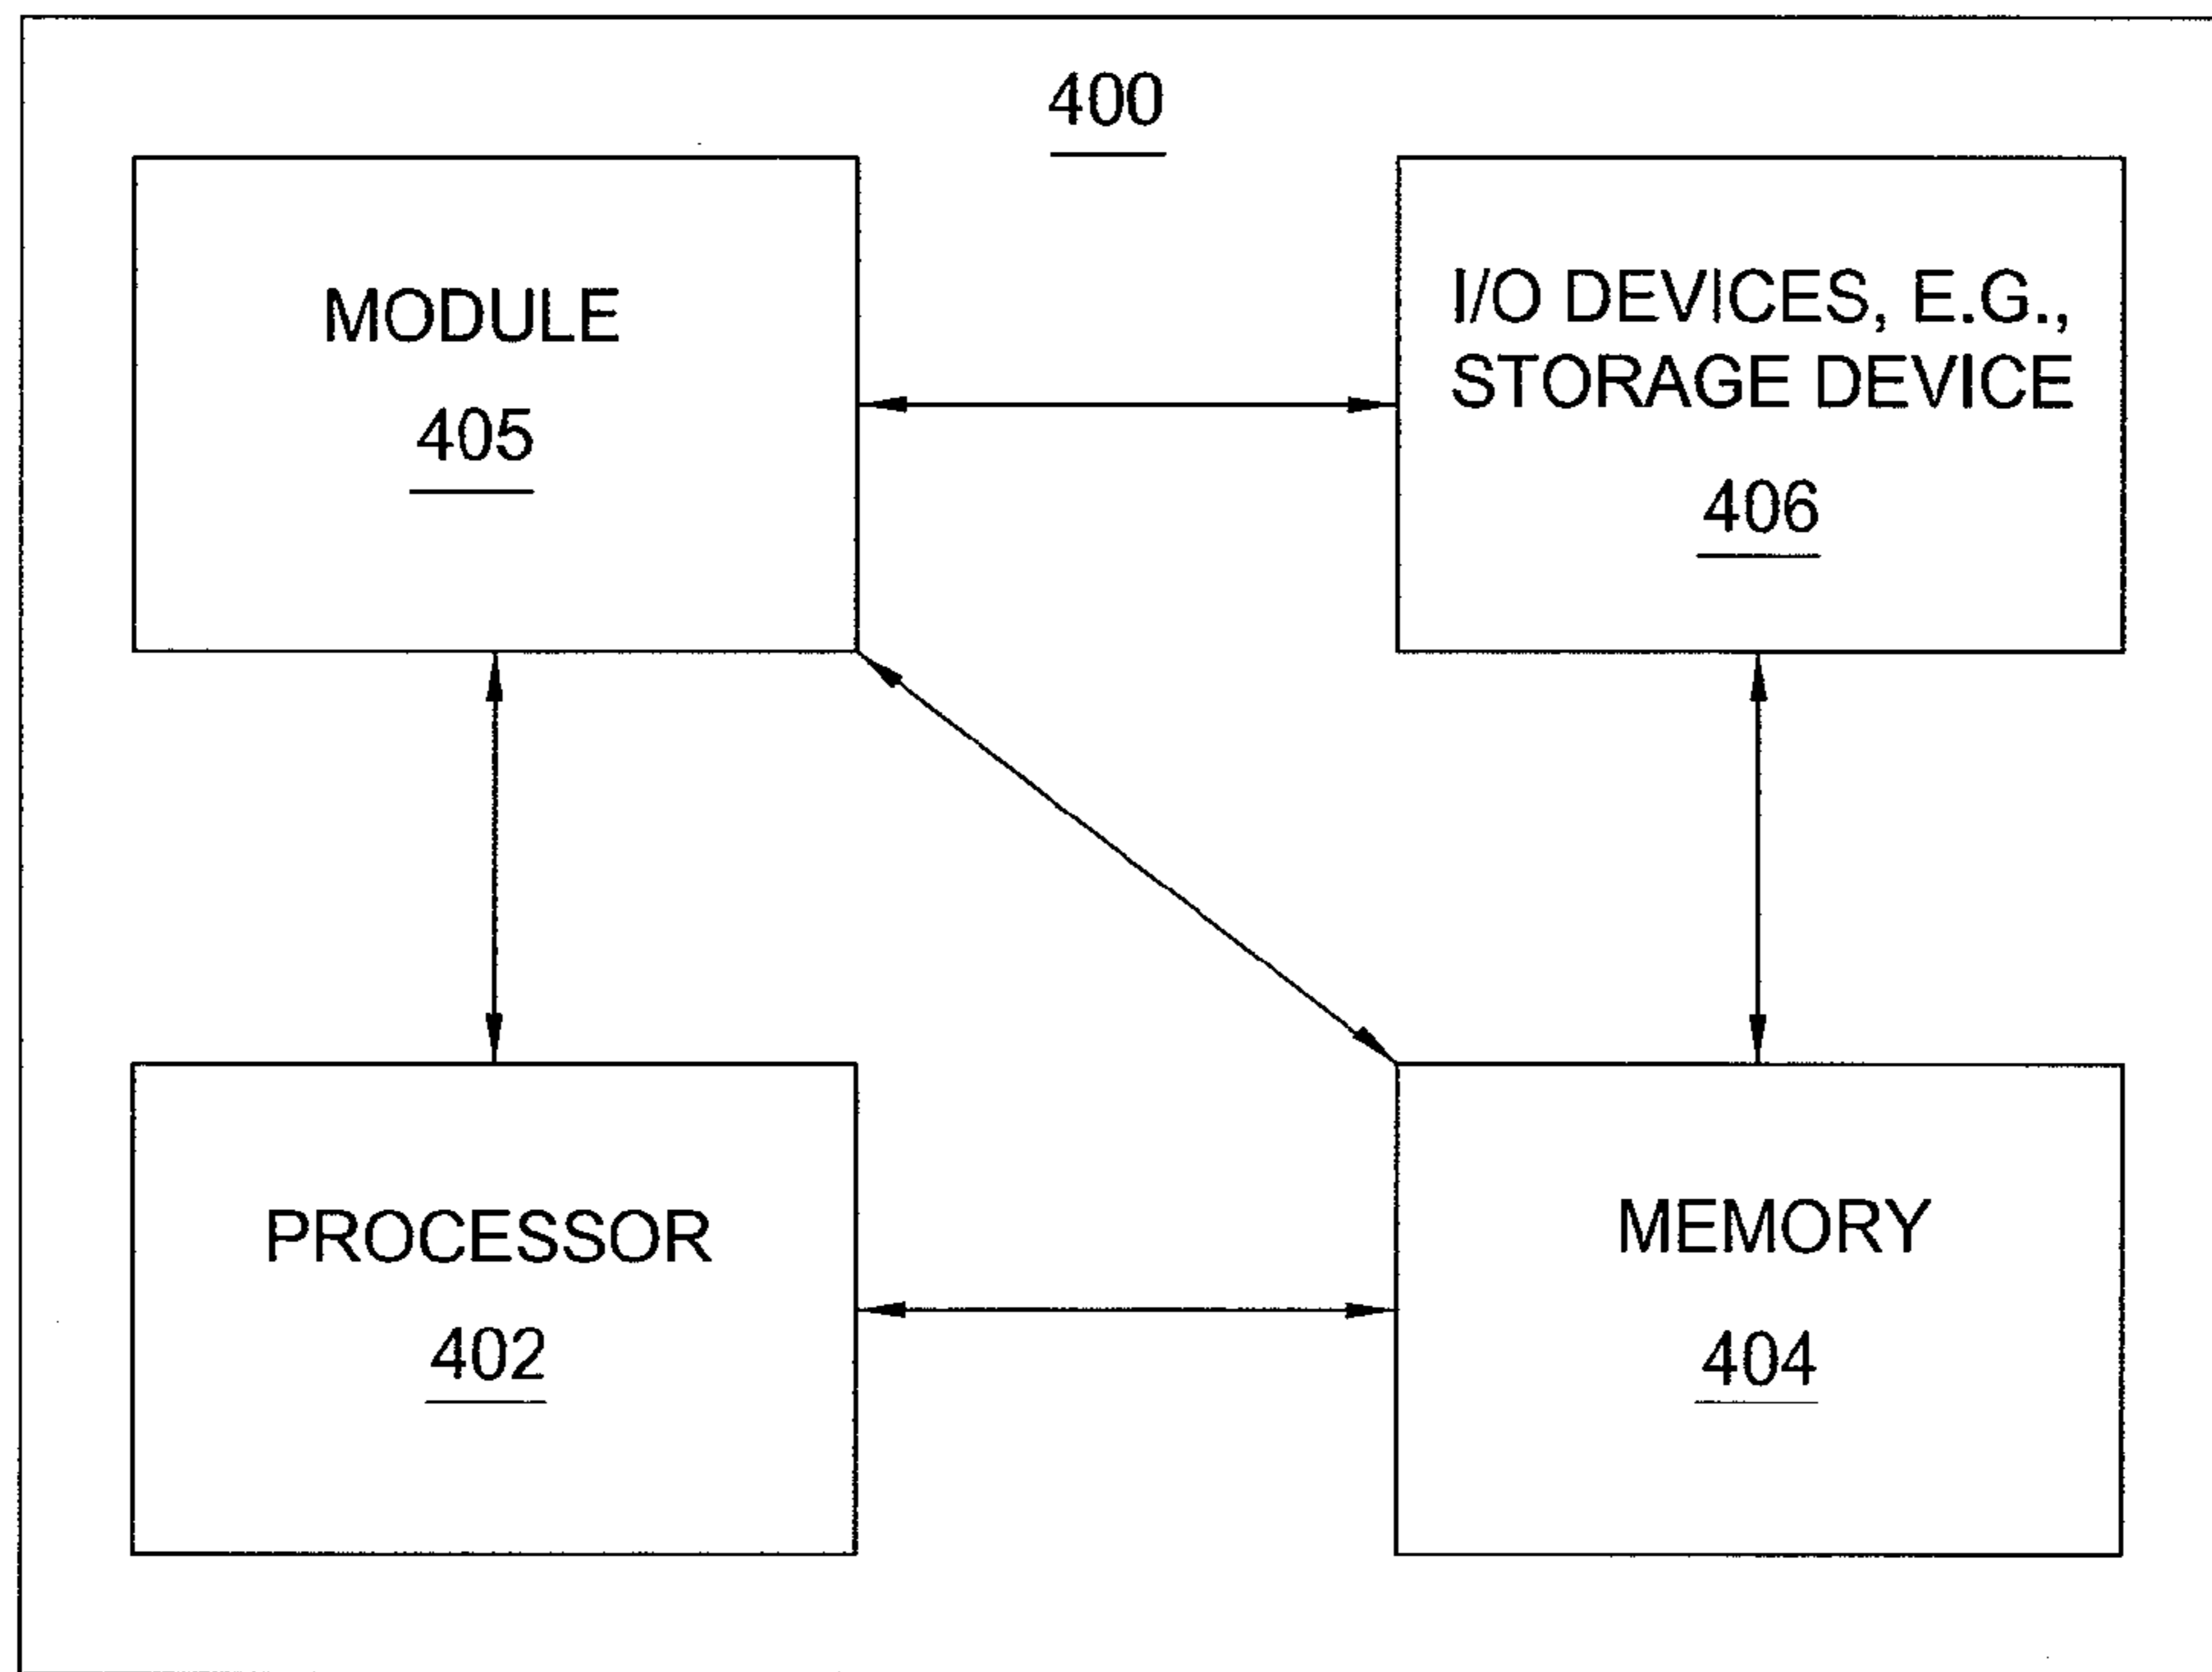 400
MODULE
405
I/O DEVICES, E.G.,
STORAGE DEVICE
406
PROCESSOR
402
MEMORY
404